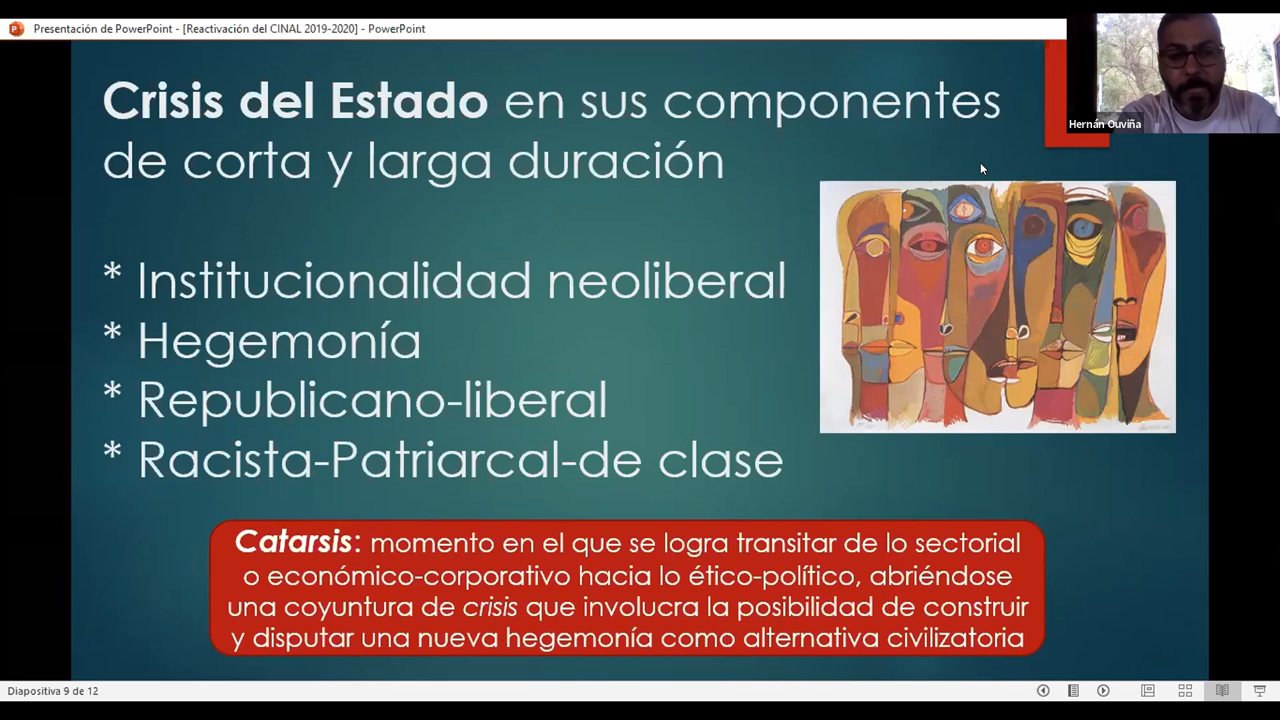 Presentación de PowerPoint - [Reactivación del CINAL 2019-2020] - PowerPoint
Hernán Ouviña
Crisis del Estado en sus componentes
de corta y larga duración
* Institucionalidad neoliberal
* Hegemonía
* Republicano-liberal
* Racista-Patriarcal-de clase
Catarsis: momento en el que se logra transitar de lo sectorial
o económico-corporativo hacia lo ético-político, abriéndose
una coyuntura de crisis que involucra la posibilidad de construir
y disputar una nueva hegemonía como alternativa civilizatoria
Diapositiva 9 de 12